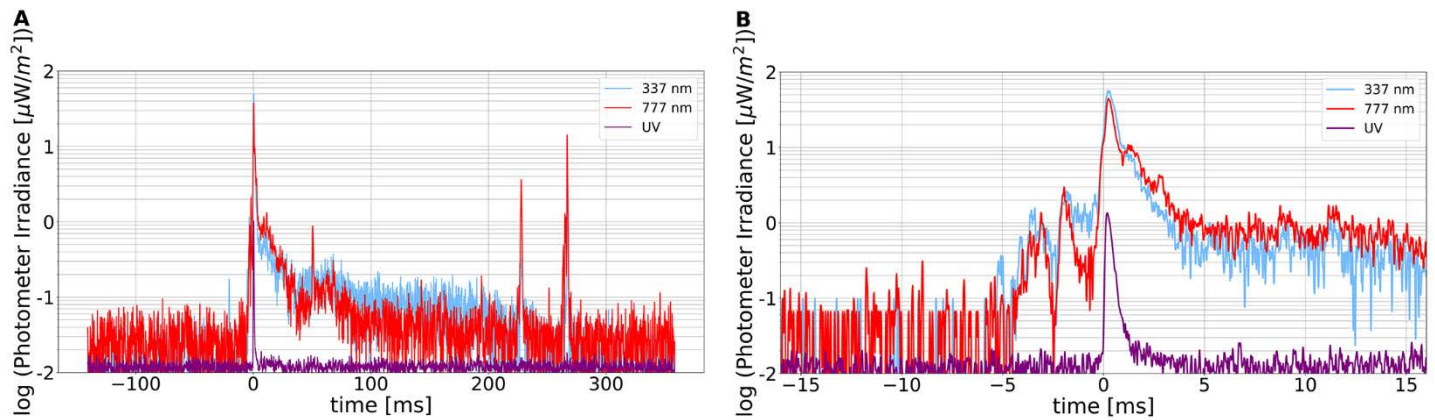 A
log (Photometer Irradiance [μW/m²])
2
1
0
-1
-2
−100
0
100
200
300
time [ms]
337 nm
777 nm
UV
B
log (Photometer Irradiance [μW/m²])
2
1
0
-1
-2
−15
−10
−5
0
5
10
15
time [ms]
337 nm
777 nm
UV